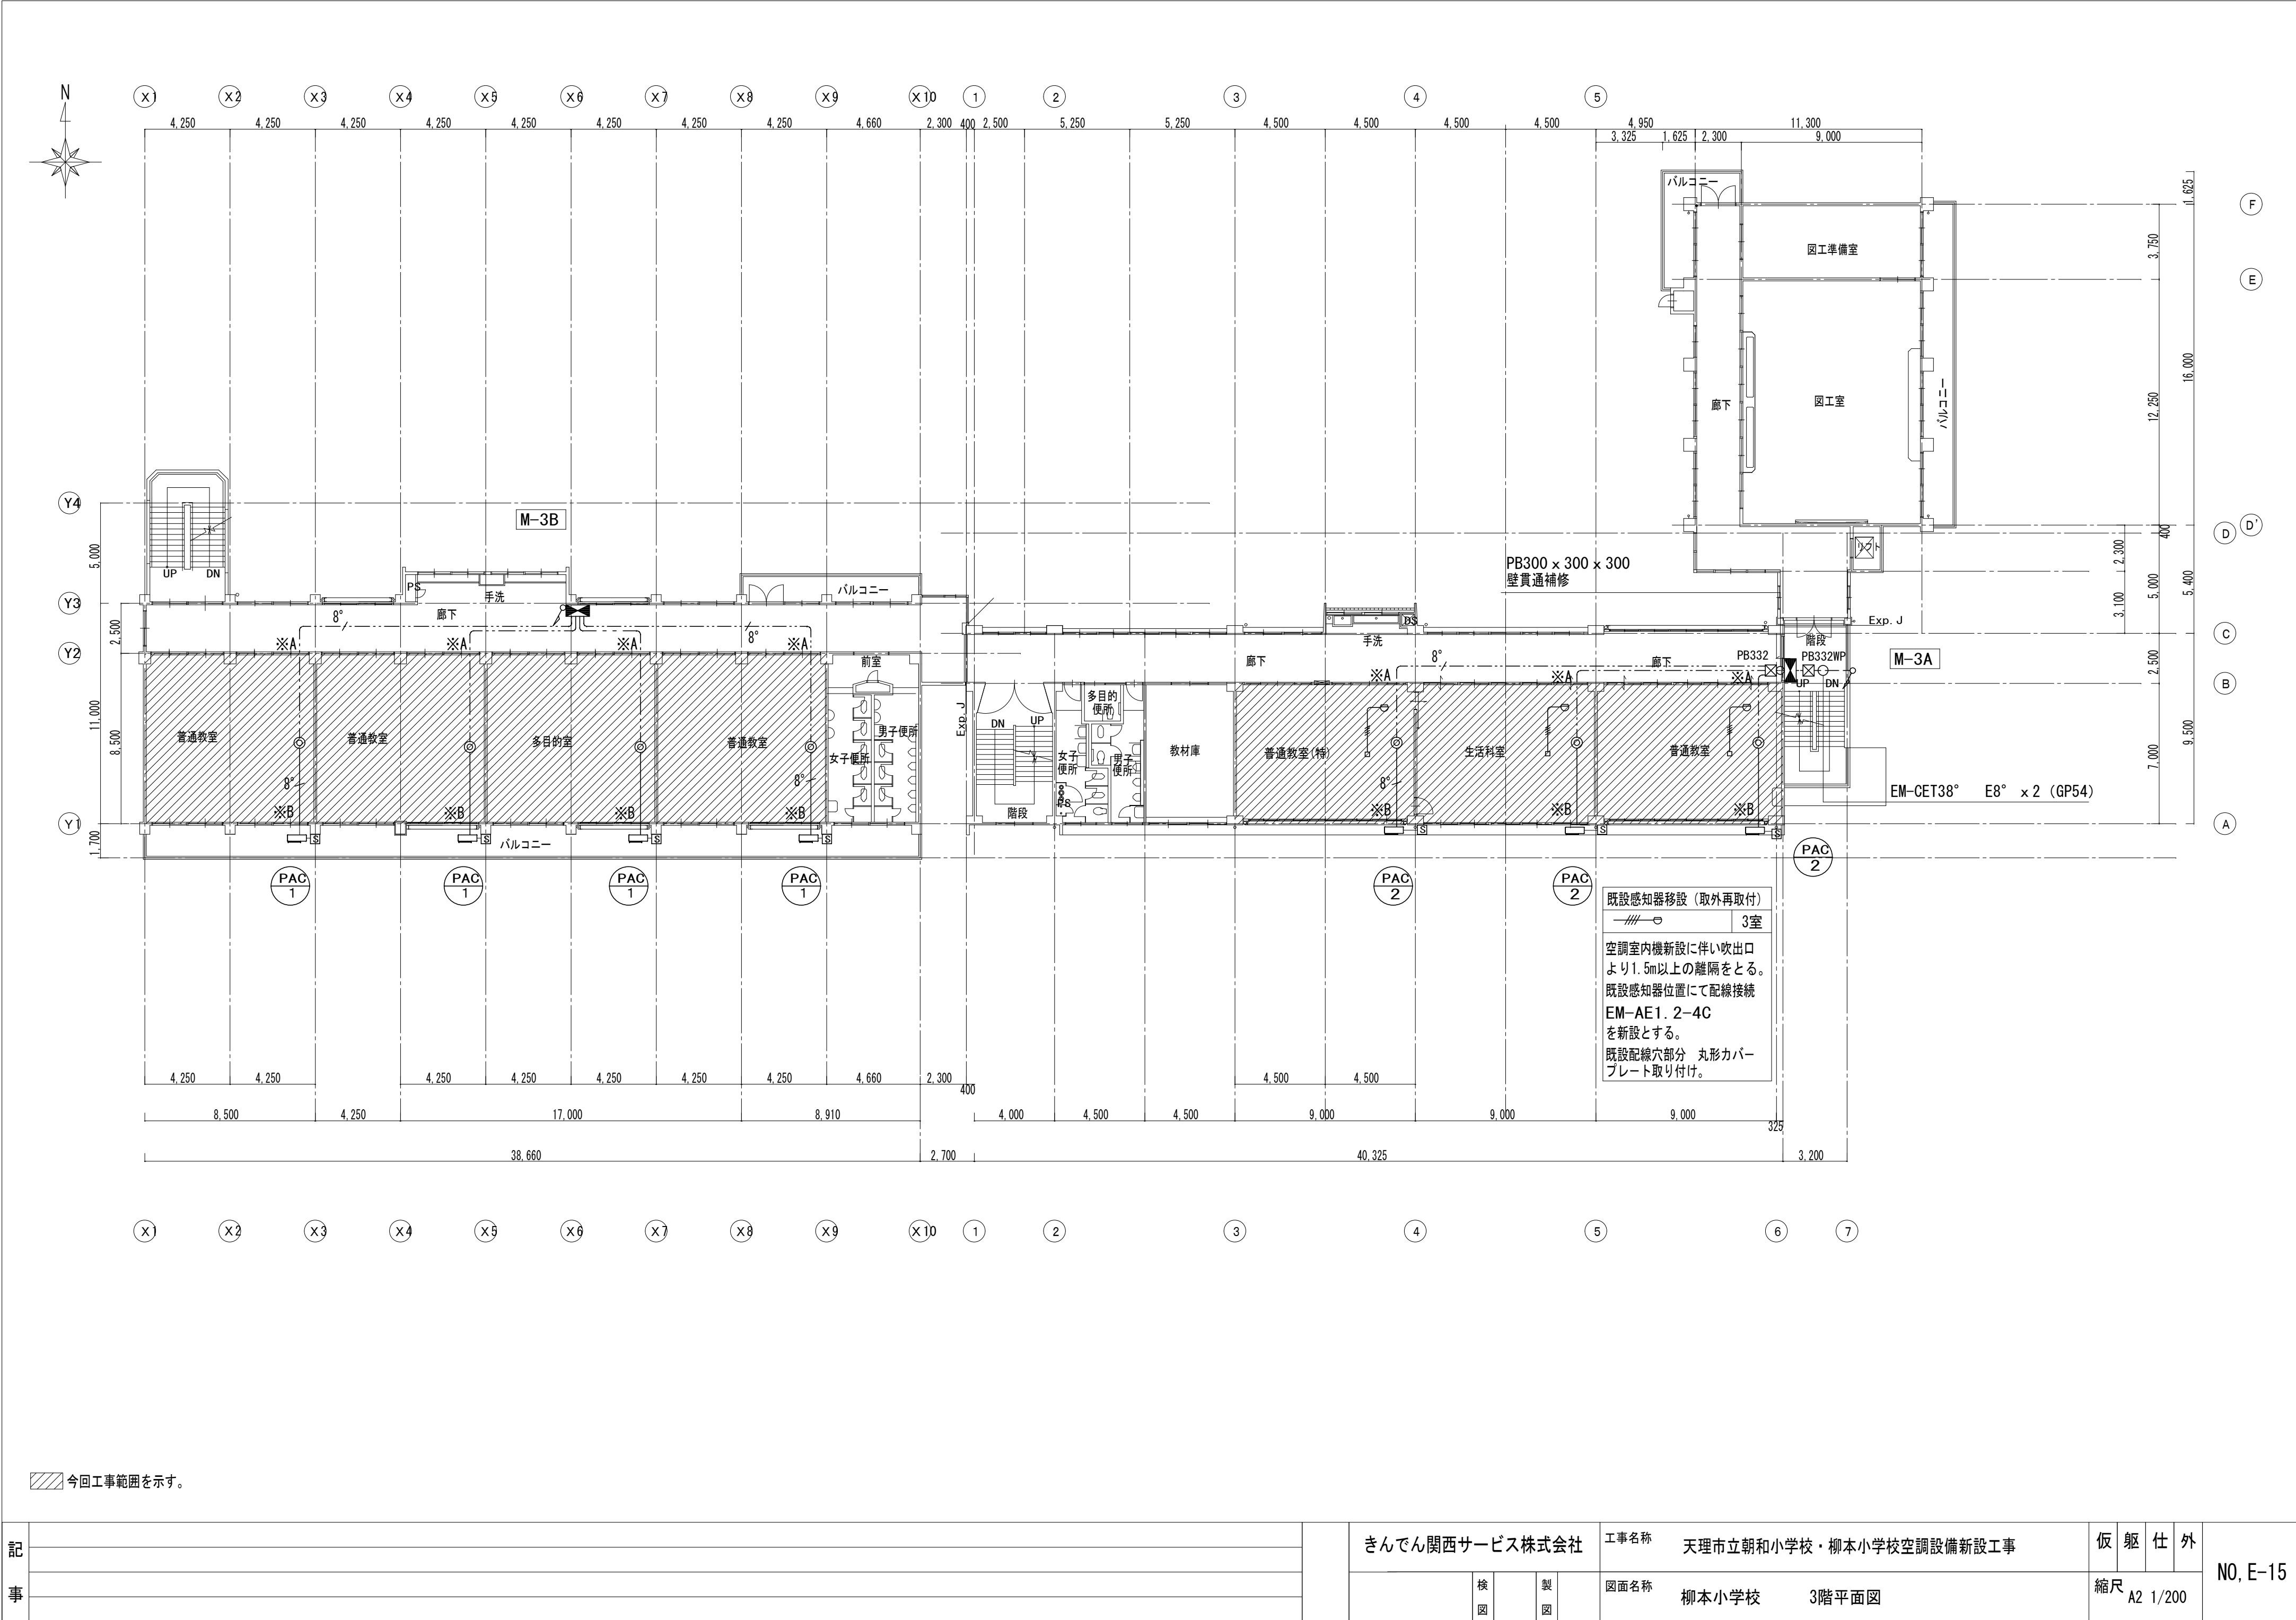 N
X1 X2 X3 X4 X5 X6 X7 X8 X9 X10 1 2 3 4 5
4,250 4,250 4,250 4,250 4,250 4,250 4,250 4,250 4,660 2,300 400 2,500 5,250 5,250 4,500 4,500 4,500 4,500 4,950 11,300
3,325 1,625 2,300 9,000
バルコニー
1,625
F
図工準備室
3,750
E
廊下
図工室
バルコニー
12,250
16,000
Y4
M-3B
D'
D
400
リフト
2,300
5,000
UP DN
PS
手洗
PB300x300x300
壁貫通補修
バルコニー
5,000
5,400
3,100
Y3
8°
廊下
8°
DS
手洗
Exp.J
C
階段
2,500
※A ※A ※A ※A
Y2
前室
廊下
8°
廊下
PB332
PB332WP
M-3A
2,500
※A ※A ※A
UP DN
B
11,000
8,500
普通教室
普通教室
多目的室
普通教室
女子便所
男子便所
Exp.J
DN UP
多目的
便所
女子
便所
男子
便所
教材庫
普通教室(特)
生活科室
普通教室
7,000
9,500
8°
8°
8°
EM-CET38° E8° x2 (GP54)
※B ※B ※B ※B
PS
階段
※B ※B ※B
Y1
A
S S S S
S S S
バルコニー
1,700
PAC
1
PAC
1
PAC
1
PAC
1
PAC
2
PAC
2
PAC
2
既設感知器移設（取外再取付）
3室
空調室内機新設に伴い吹出口
より1.5m以上の離隔をとる。
既設感知器位置にて配線接続
EM-AE1.2-4C
を新設とする。
既設配線穴部分　丸形カバー
プレート取り付け。
4,250 4,250 4,250 4,250 4,250 4,250 4,250 4,660 2,300 400 4,500 4,500
8,500 4,250 17,000 8,910 4,000 4,500 4,500 9,000 9,000 9,000 325
38,660 2,700 40,325 3,200
X1 X2 X3 X4 X5 X6 X7 X8 X9 X10 1 2 3 4 5 6 7
今回工事範囲を示す。
記
事
きんでん関西サービス株式会社
検
図
製
図
工事名称 天理市立朝和小学校・柳本小学校空調設備新設工事
図面名称 柳本小学校 3階平面図
仮 躯 仕 外
縮尺 A2 1/200
NO,E-15